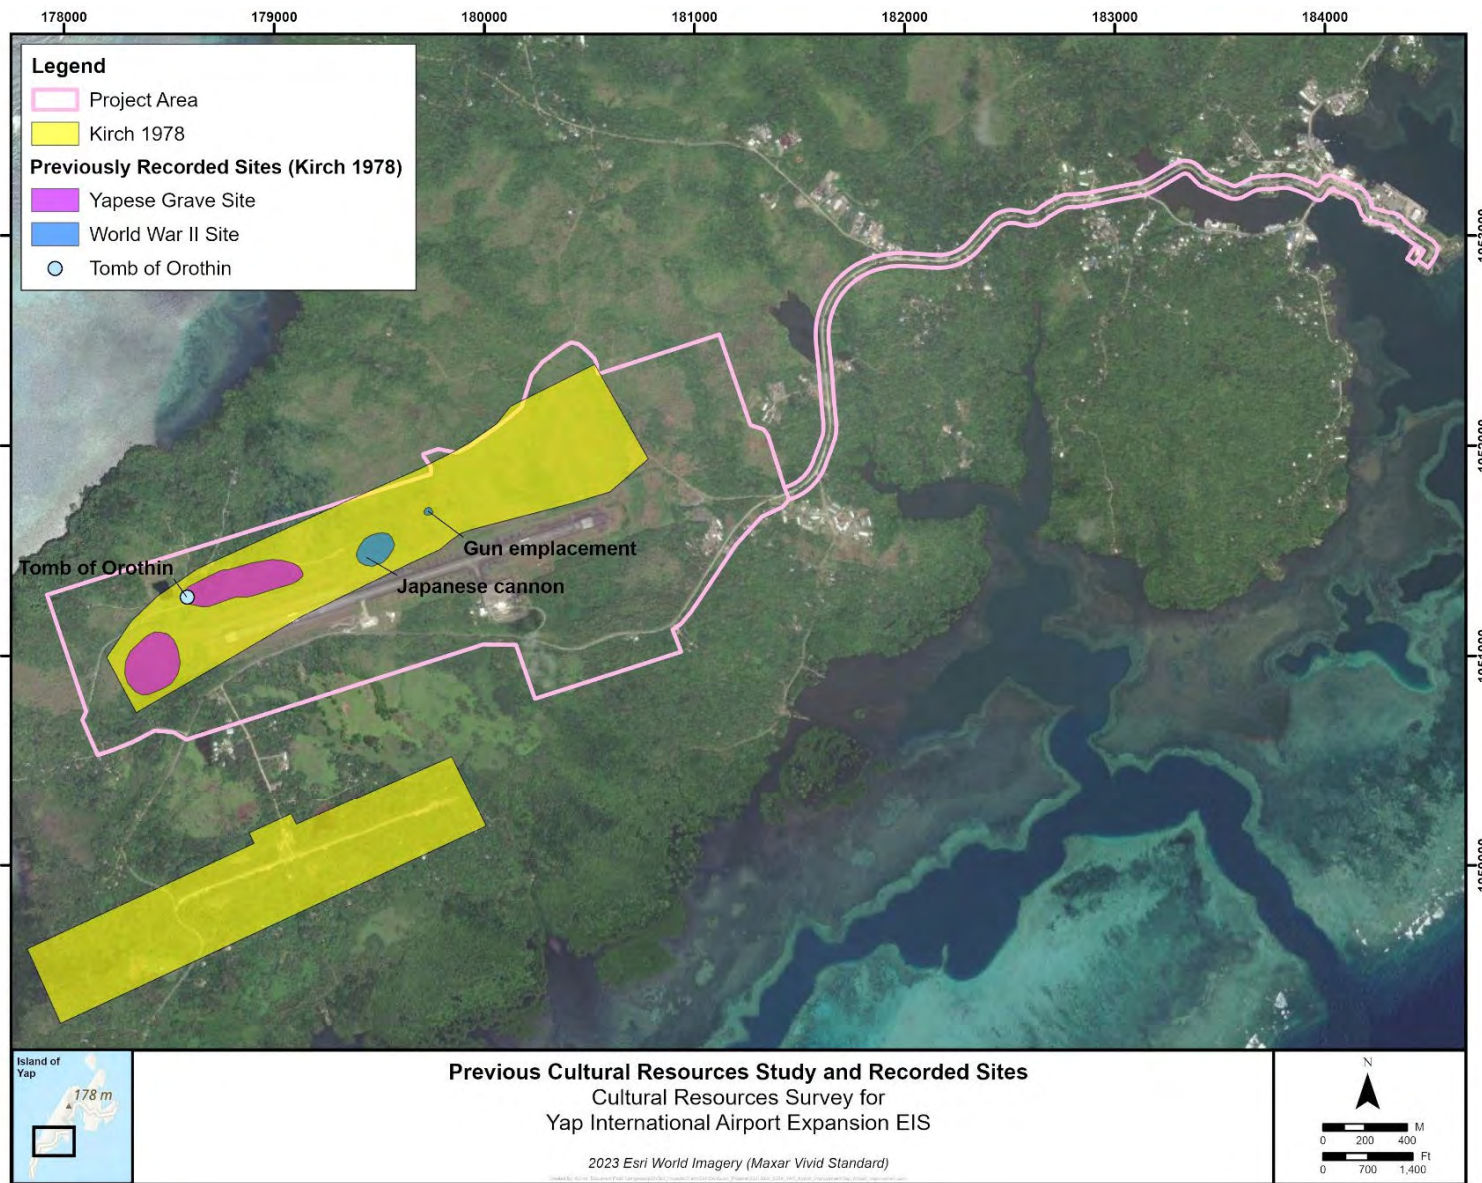 178000 179000 180000 181000 182000 183000 184000
Legend
Project Area
Kirch 1978
Previously Recorded Sites (Kirch 1978)
Yapese Grave Site
World War II Site
Tomb of Orothin
Gun emplacement
Tomb of Orothin
Japanese cannon
Island of
Yap
178 m
Previous Cultural Resources Study and Recorded Sites
Cultural Resources Survey for
Yap International Airport Expansion EIS
2023 Esri World Imagery (Maxar Vivid Standard)
N
M
0 200 400
Ft
0 700 1,400